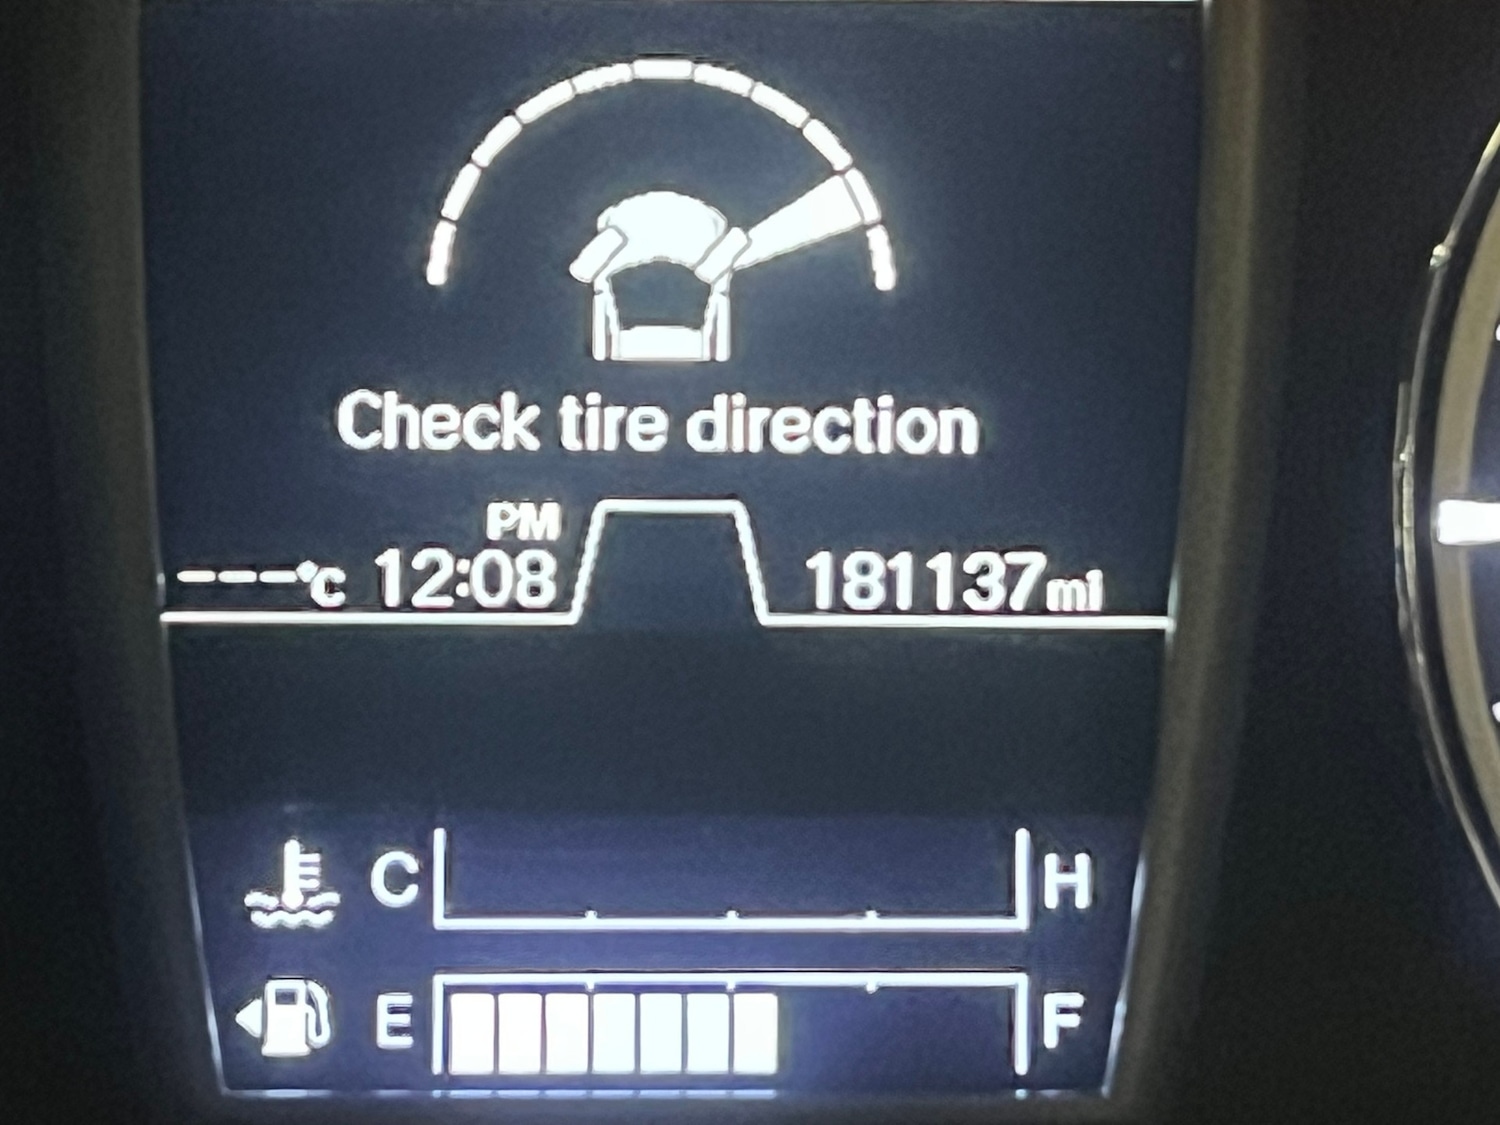 Check tire direction
PM
---°C 12:08 181137mi
C H
E F